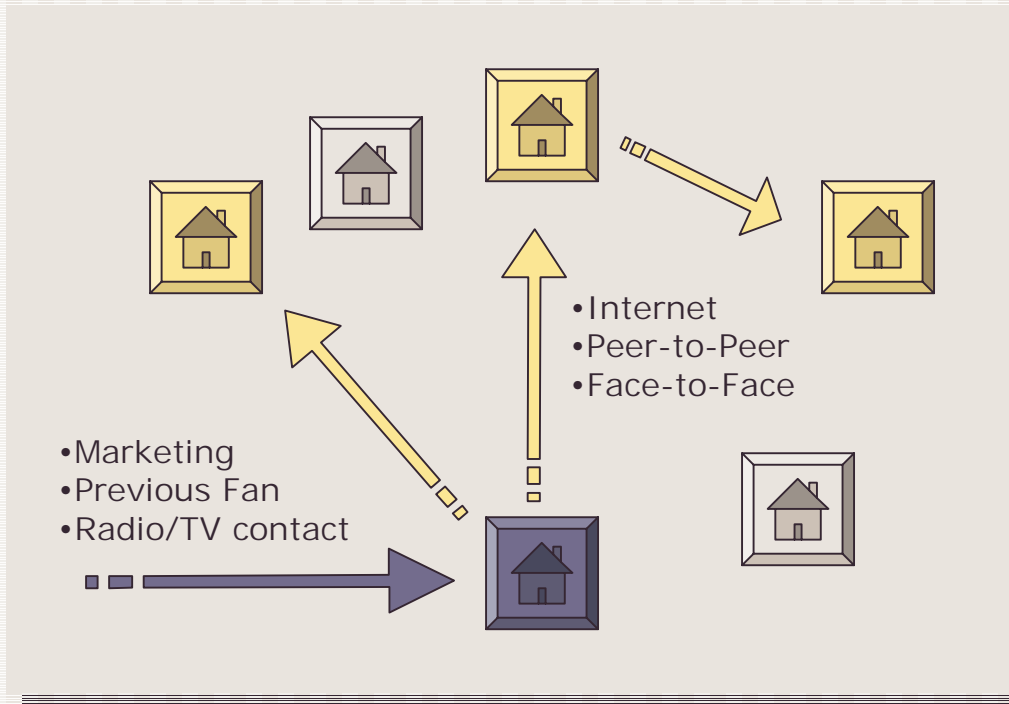 •Internet
•Peer-to-Peer
•Face-to-Face
•Marketing
•Previous Fan
•Radio/TV contact